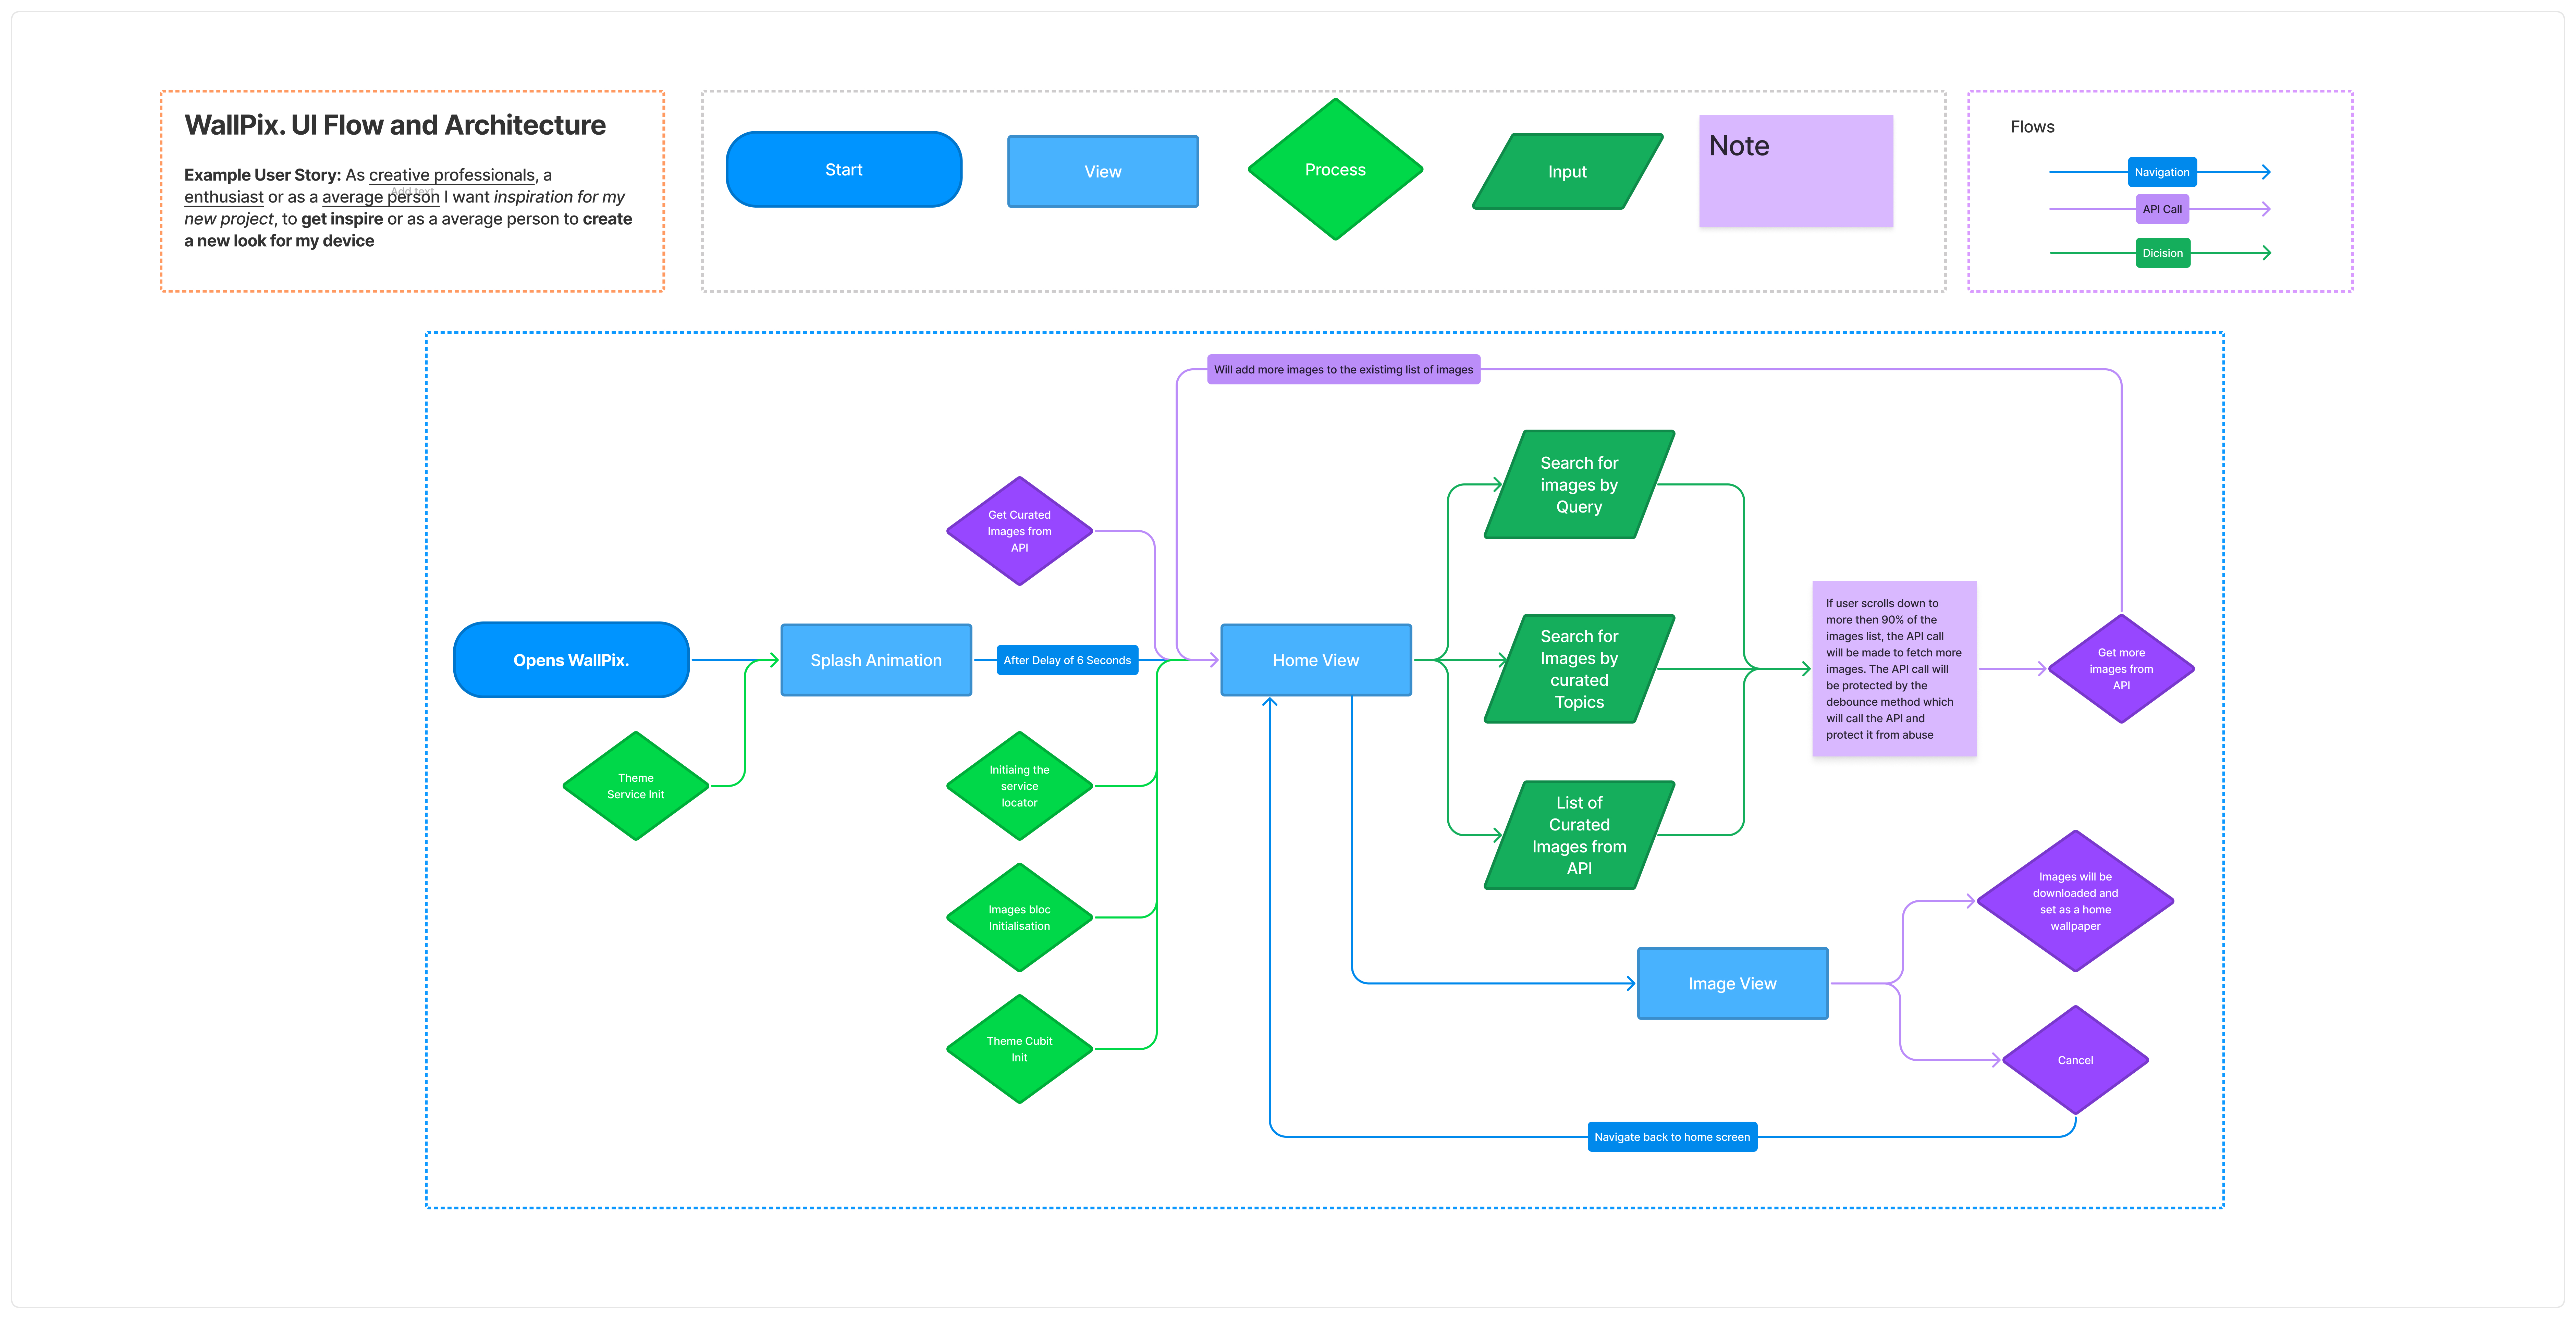 WallPix. UI Flow and Architecture
Example User Story: As creative professionals, a
Add text
enthusiast or as a average person I want inspiration for my
new project, to get inspire or as a average person to create
a new look for my device
Start
View
Process
Input
Note
Flows
Navigation
API Call
Dicision
Will add more images to the existimg list of images
Get Curated
Images from
API
Opens WallPix.
Splash Animation
After Delay of 6 Seconds
Home View
Theme
Service Init
Initiaing the
service
locator
Images bloc
Initialisation
Theme Cubit
Init
Search for
images by
Query
Search for
Images by
curated
Topics
List of
Curated
Images from
API
If user scrolls down to
more then 90% of the
images list, the API call
will be made to fetch more
images. The API call will
be protected by the
debounce method which
will call the API and
protect it from abuse
Get more
images from
API
Image View
Images will be
downloaded and
set as a home
wallpaper
Cancel
Navigate back to home screen